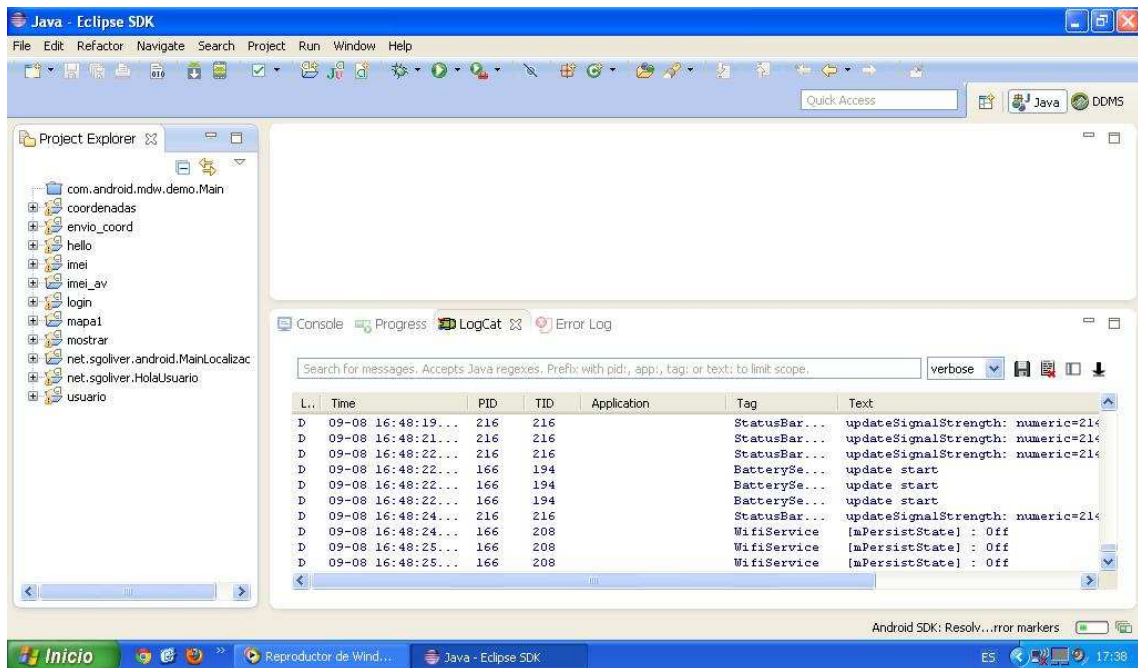 Java - Eclipse SDK
File Edit Refactor Navigate Search Project Run Window Help
Quick Access
Java DDMS
Project Explorer
com.android.mdw.demo.Main
coordenadas
envio_coord
hello
imei
imei_av
login
mapa1
mostrar
net.sgoliver.android.MainLocalizac
net.sgoliver.HolaUsuario
usuario
Console Progress LogCat Error Log
Search for messages. Accepts Java regexes. Prefix with pid:, app:, tag: or text: to limit scope. verbose
L.. Time PID TID Application Tag Text
D 09-08 16:48:19... 216 216 StatusBar... updateSignalStrength: numeric=214
D 09-08 16:48:21... 216 216 StatusBar... updateSignalStrength: numeric=214
D 09-08 16:48:22... 216 216 StatusBar... updateSignalStrength: numeric=214
D 09-08 16:48:22... 166 194 BatterySe... update start
D 09-08 16:48:22... 166 194 BatterySe... update start
D 09-08 16:48:22... 166 194 BatterySe... update start
D 09-08 16:48:24... 216 216 StatusBar... updateSignalStrength: numeric=214
D 09-08 16:48:24... 166 208 WifiService [mPersistState] : Off
D 09-08 16:48:25... 166 208 WifiService [mPersistState] : Off
D 09-08 16:48:25... 166 208 WifiService [mPersistState] : Off
Android SDK: Resolv...rror markers
Inicio Reproductor de Wind... Java - Eclipse SDK ES 17:38